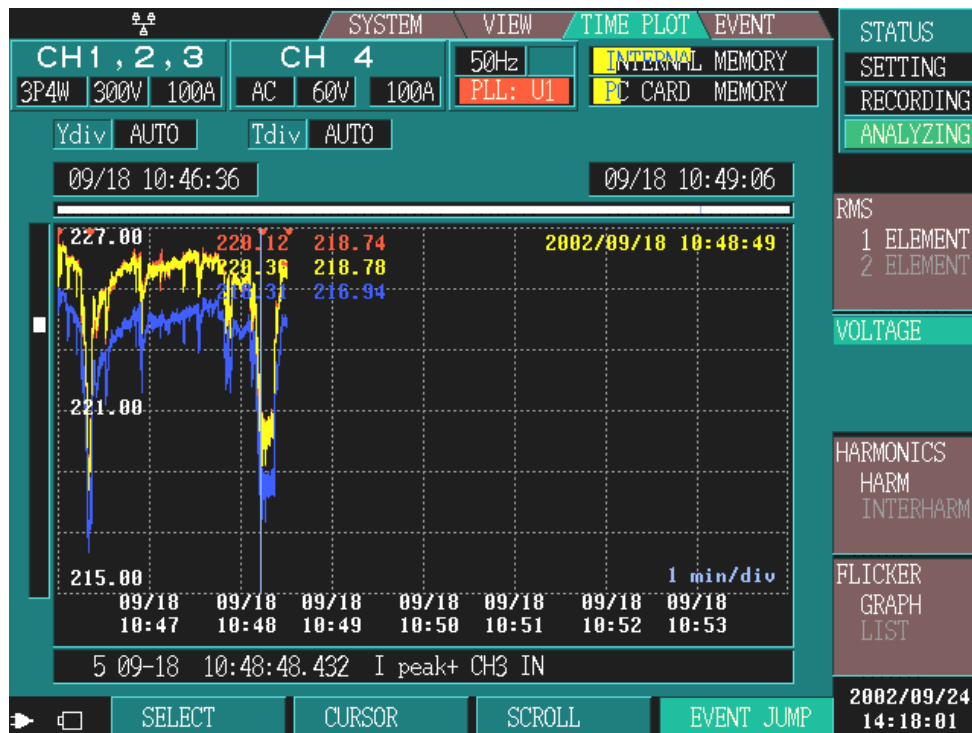 SYSTEM VIEW TIME PLOT EVENT
CH1,2,3 CH 4 50Hz INTERNAL MEMORY
3P4W 300V 100A AC 60V 100A PLL: U1 PC CARD MEMORY
Ydiv AUTO Tdiv AUTO
09/18 10:46:36 09/18 10:49:06
227.00 220.12 218.74 2002/09/18 10:48:49
220.36 218.78
218.31 216.94
221.00
215.00 1 min/div
09/18 09/18 09/18 09/18 09/18 09/18 09/18
10:47 10:48 10:49 10:50 10:51 10:52 10:53
5 09-18 10:48:48.432 I peak+ CH3 IN
SELECT CURSOR SCROLL EVENT JUMP
STATUS
SETTING
RECORDING
ANALYZING
RMS
1 ELEMENT
2 ELEMENT
VOLTAGE
HARMONICS
HARM
INTERHARM
FLICKER
GRAPH
LIST
2002/09/24
14:18:01